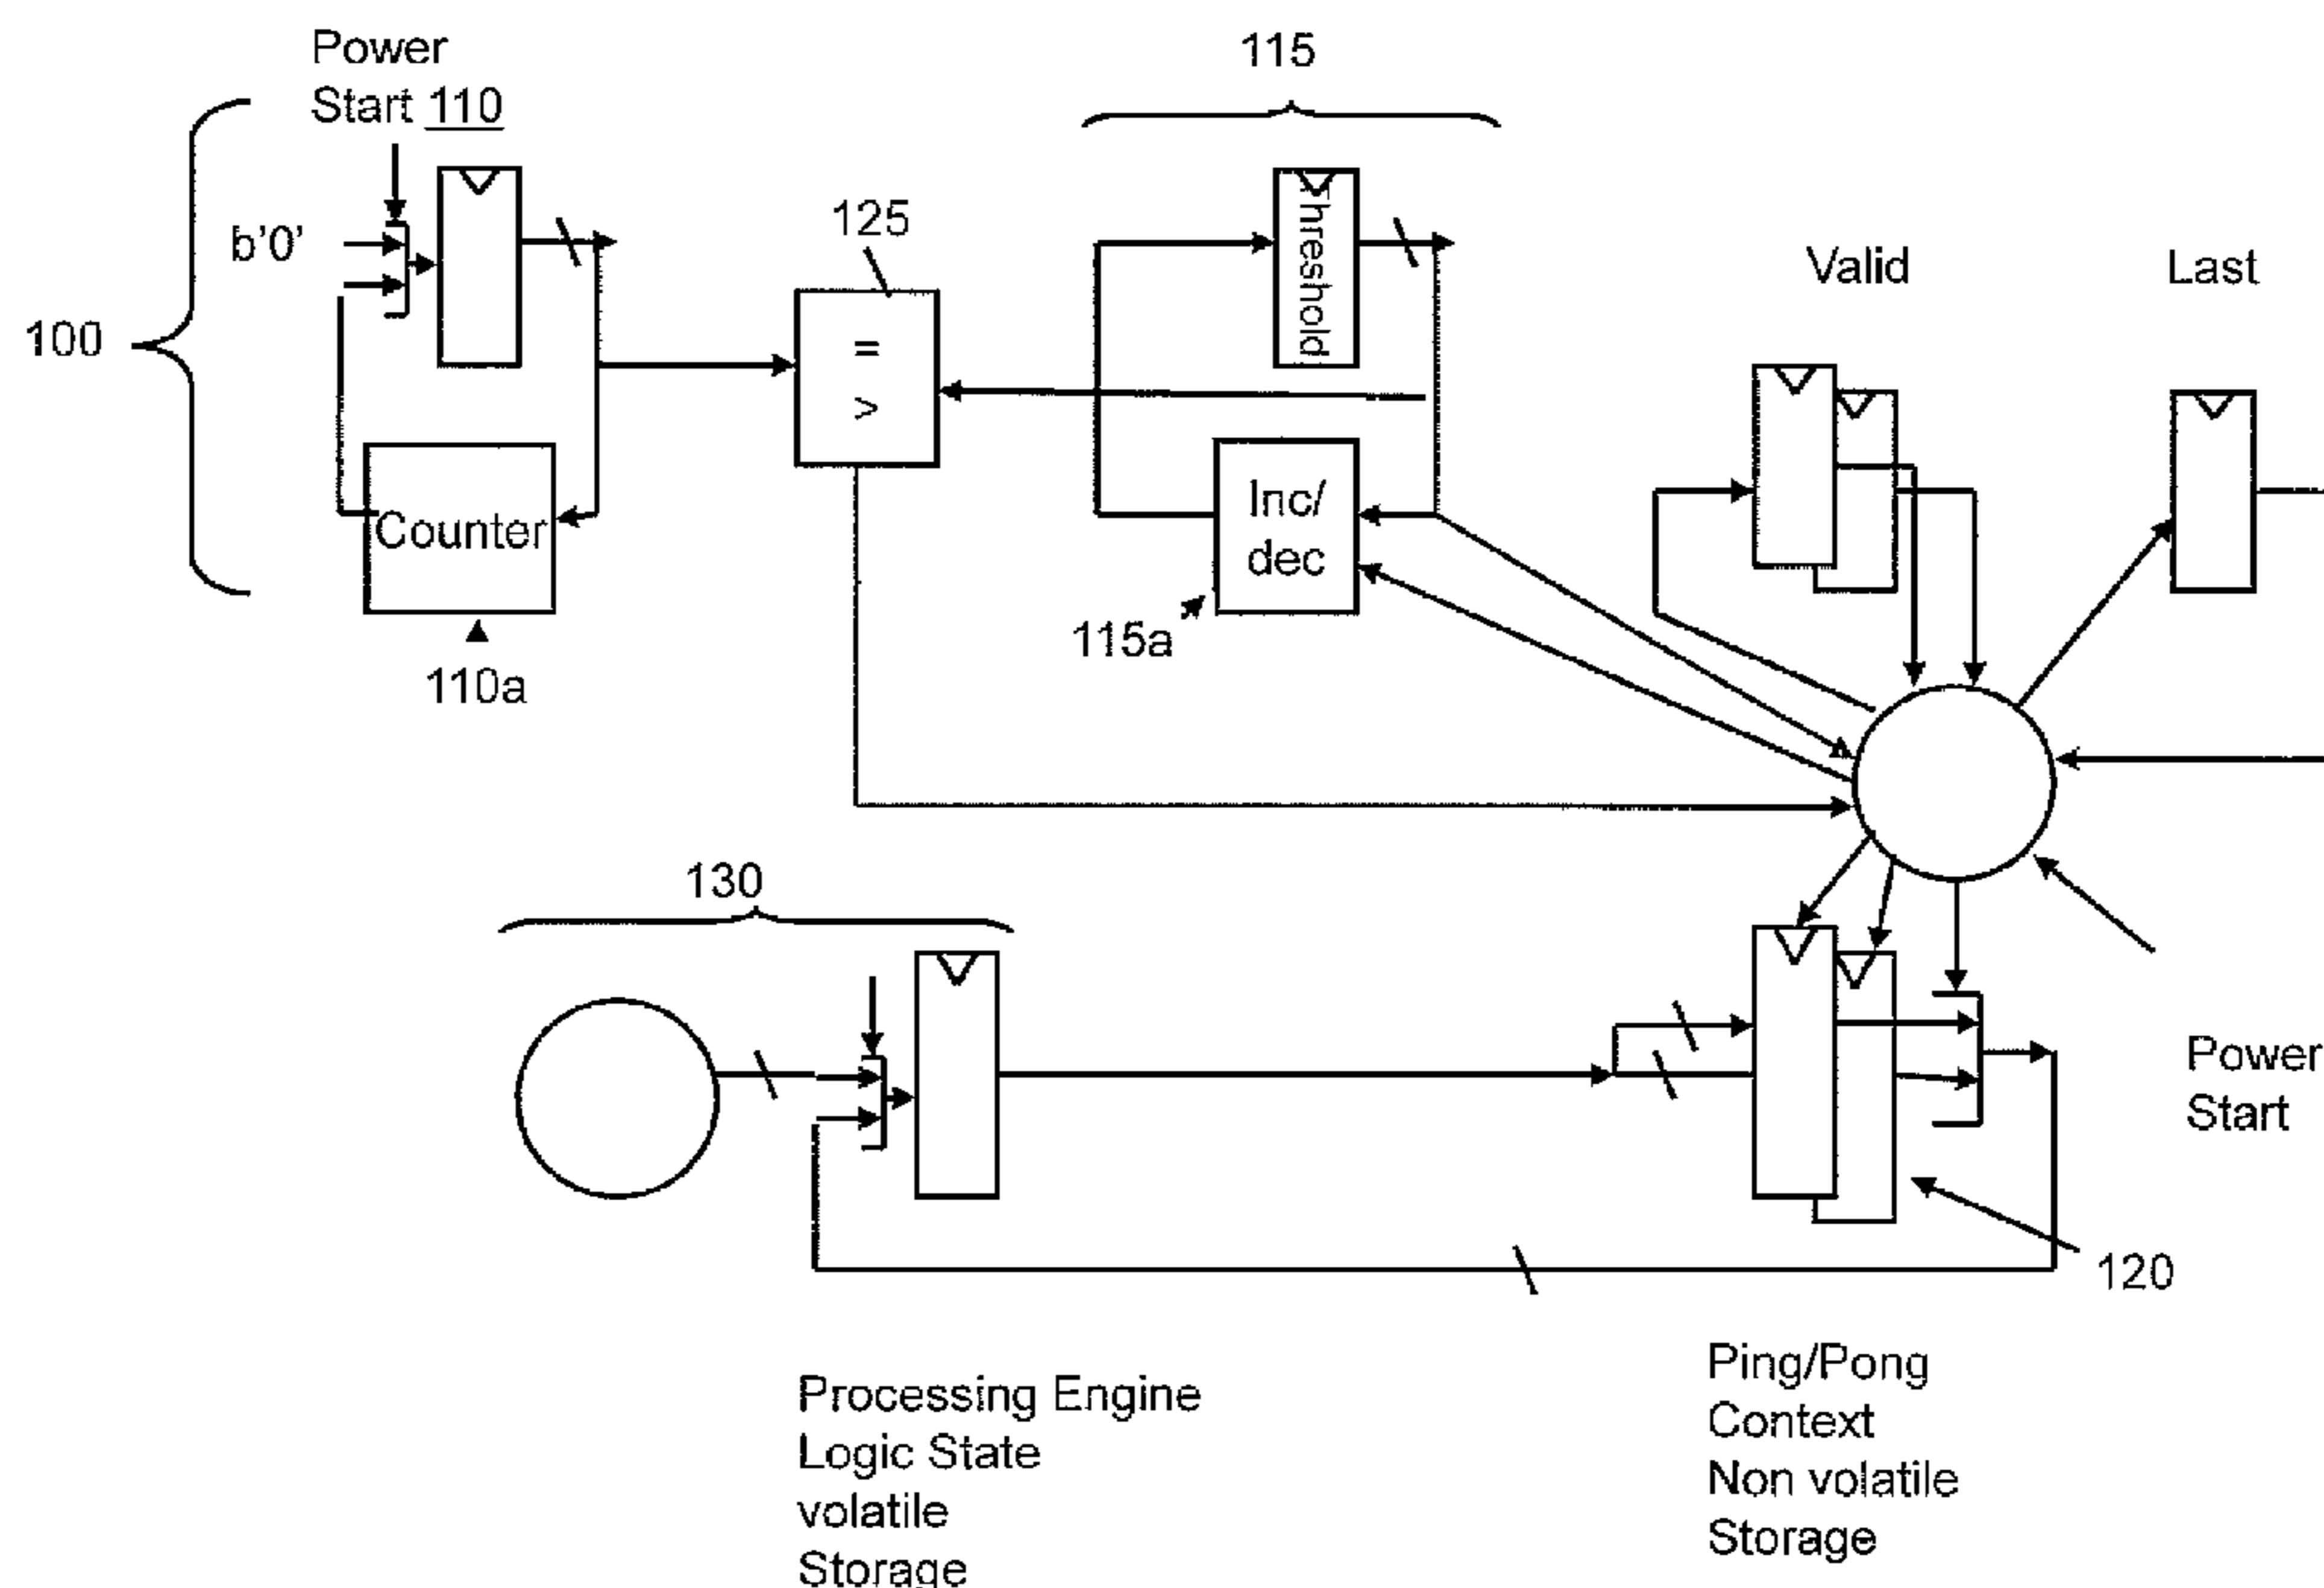 Power
Start 110
115
b'0'
125
Threshold
Valid
Last
100
=
>
Inc/
dec
Counter
115a
110a
130
Power
Start
120
Ping/Pong
Context
Non volatile
Storage
Processing Engine
Logic State
volatile
Storage